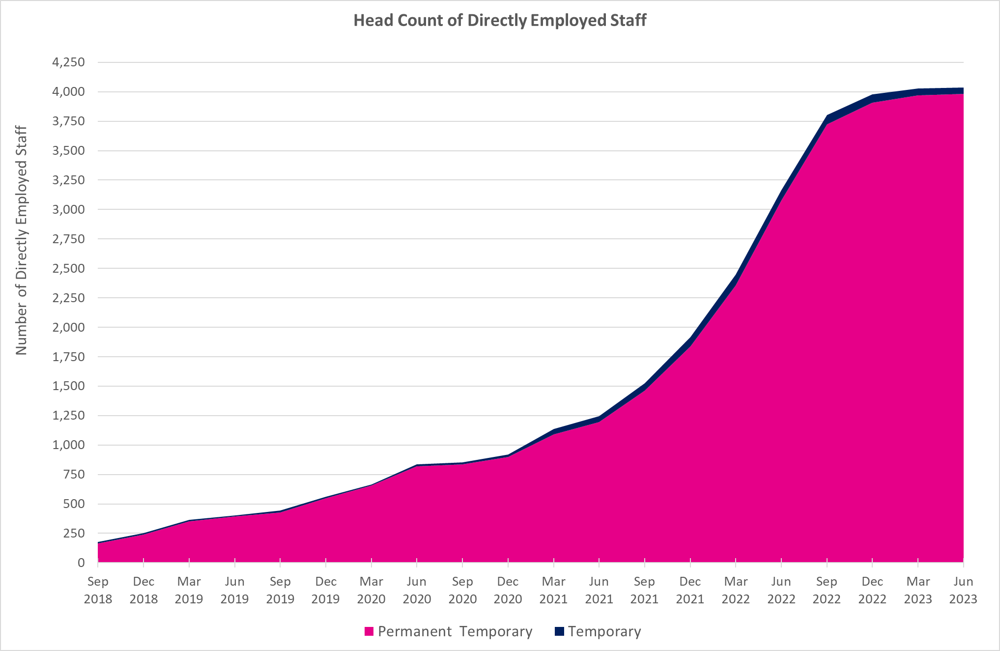 Head Count of Directly Employed Staff
Number of Directly Employed Staff
4,250
4,000
3,750
3,500
3,250
3,000
2,750
2,500
2,250
2,000
1,750
1,500
1,250
1,000
750
500
250
0
Sep 2018
Dec 2018
Mar 2019
Jun 2019
Sep 2019
Dec 2019
Mar 2020
Jun 2020
Sep 2020
Dec 2020
Mar 2021
Jun 2021
Sep 2021
Dec 2021
Mar 2022
Jun 2022
Sep 2022
Dec 2022
Mar 2023
Jun 2023
Permanent Temporary
Temporary